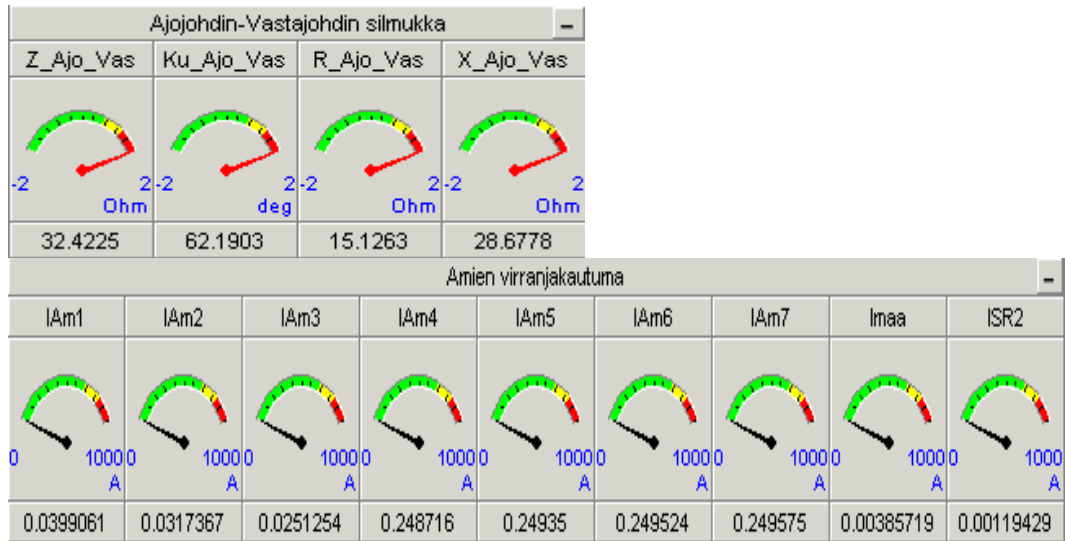 Ajojohdin-Vastajohdin silmukka
Z_Ajo_Vas Ku_Ajo_Vas R_Ajo_Vas X_Ajo_Vas
-2 2 -2 2 -2 2 -2 2
Ohm deg Ohm Ohm
32.4225 62.1903 15.1263 28.6778
Amien virranjakautuma
IAm1 IAm2 IAm3 IAm4 IAm5 IAm6 IAm7 Imaa ISR2
0 1000 0 1000 0 1000 0 1000 0 1000 0 1000 0 1000 0 1000 0 1000
A A A A A A A A A
0.0399061 0.0317367 0.0251254 0.248716 0.24935 0.249524 0.249575 0.00385719 0.00119429